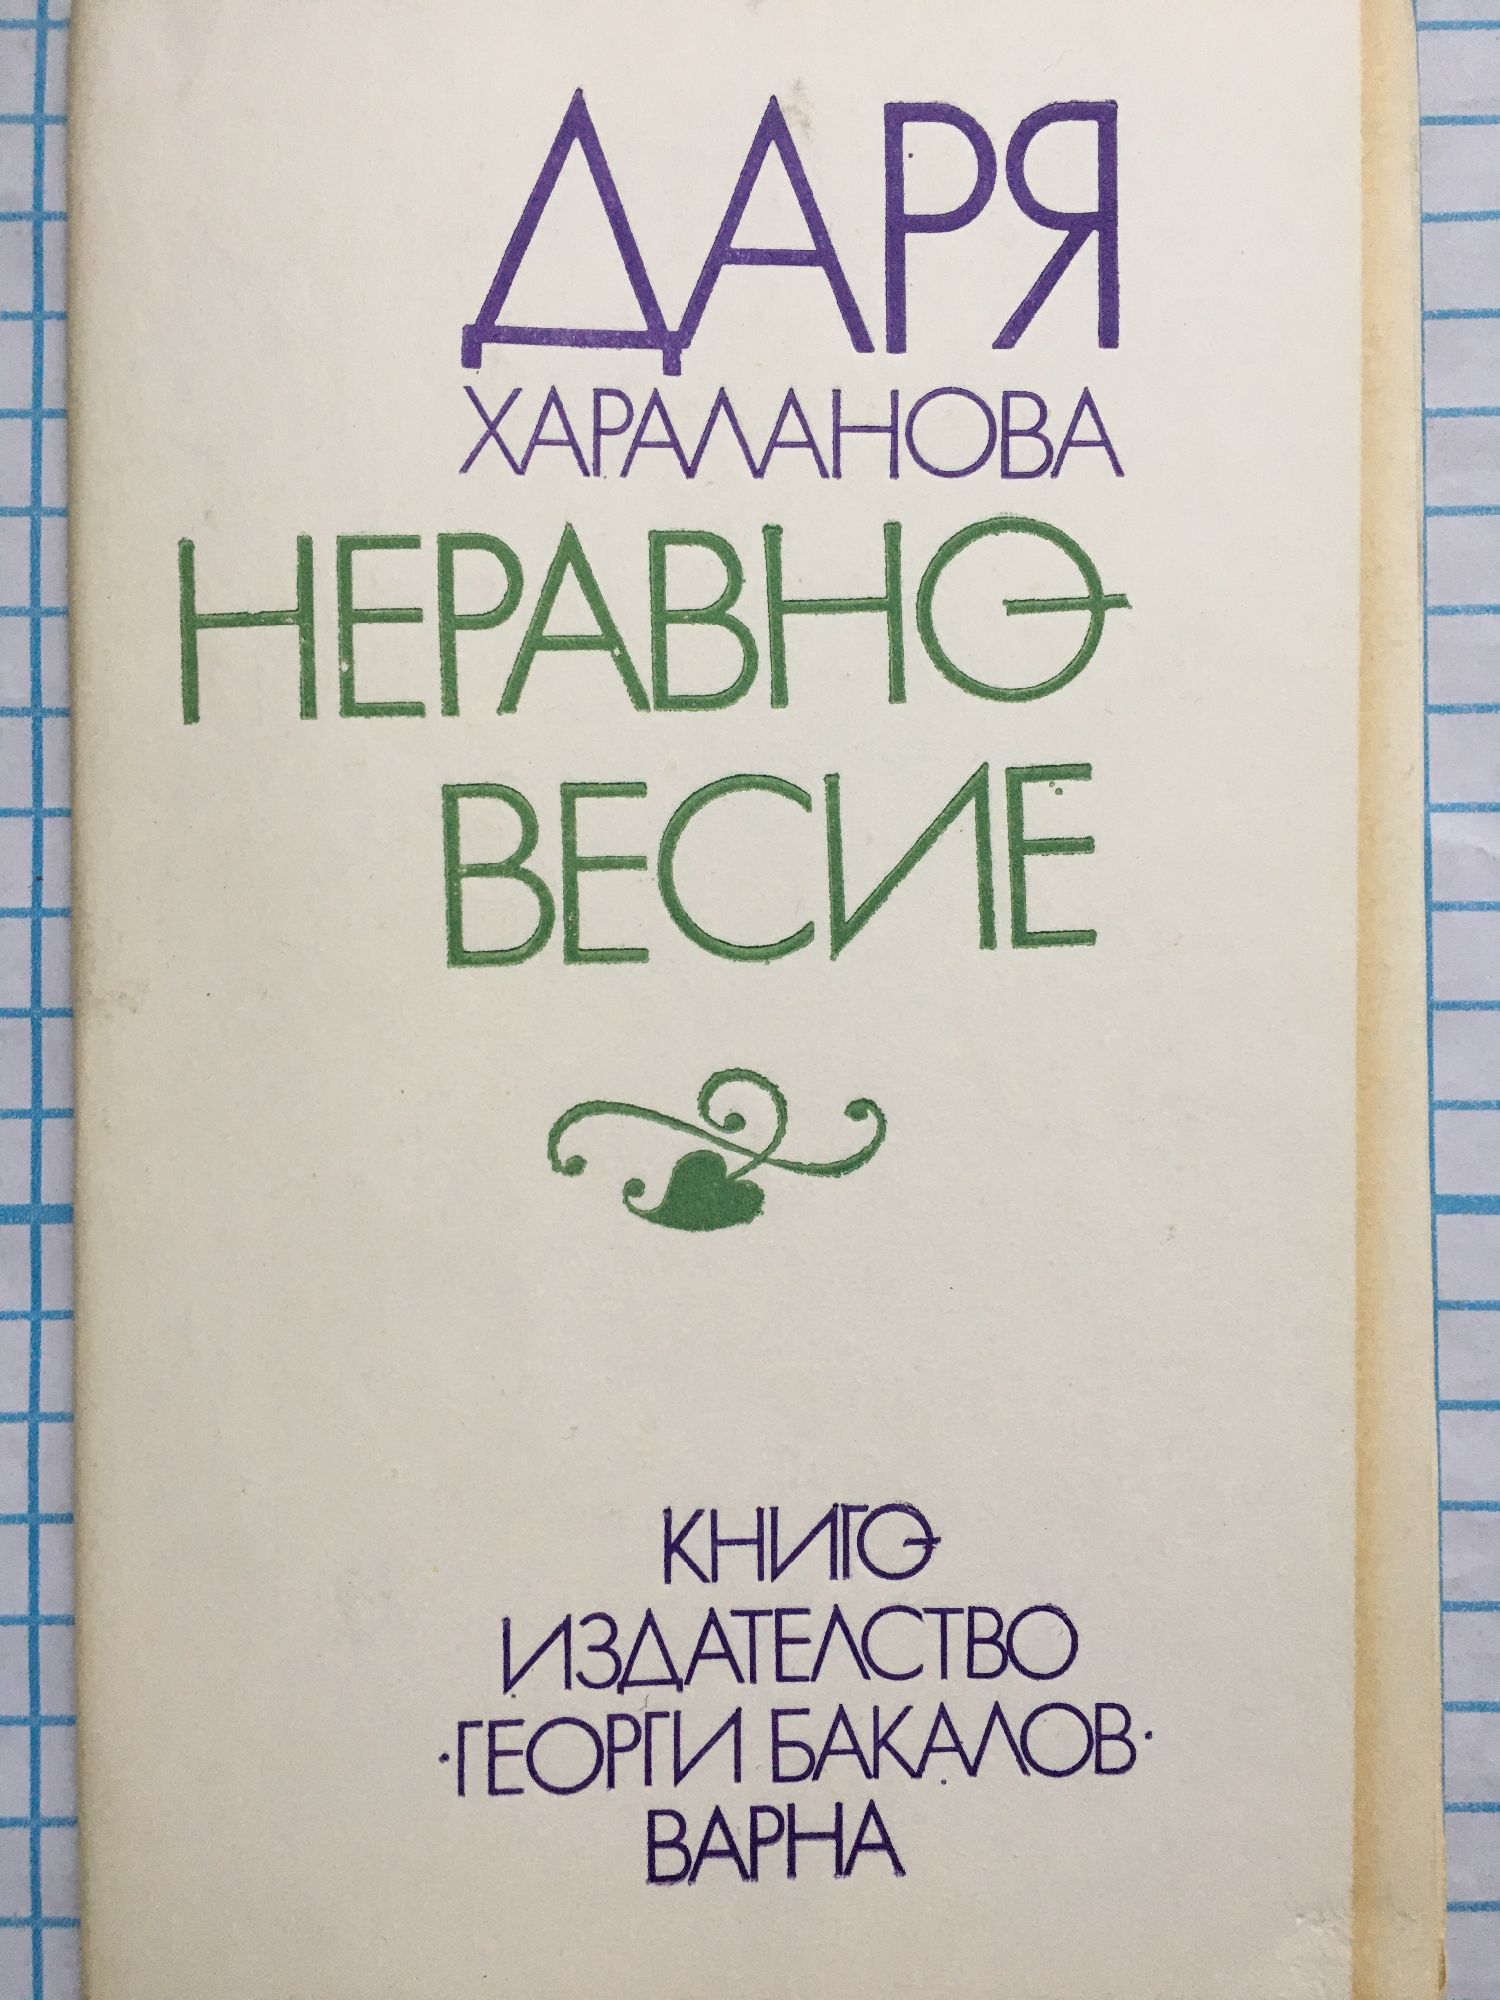 ДАРЯ
ХАРАЛАНОВА
НЕРАВНО-
ВЕСИЕ
КНИГО-
ИЗДАТЕЛСТВО
·ГЕОРГИ БАКАЛОВ·
ВАРНА